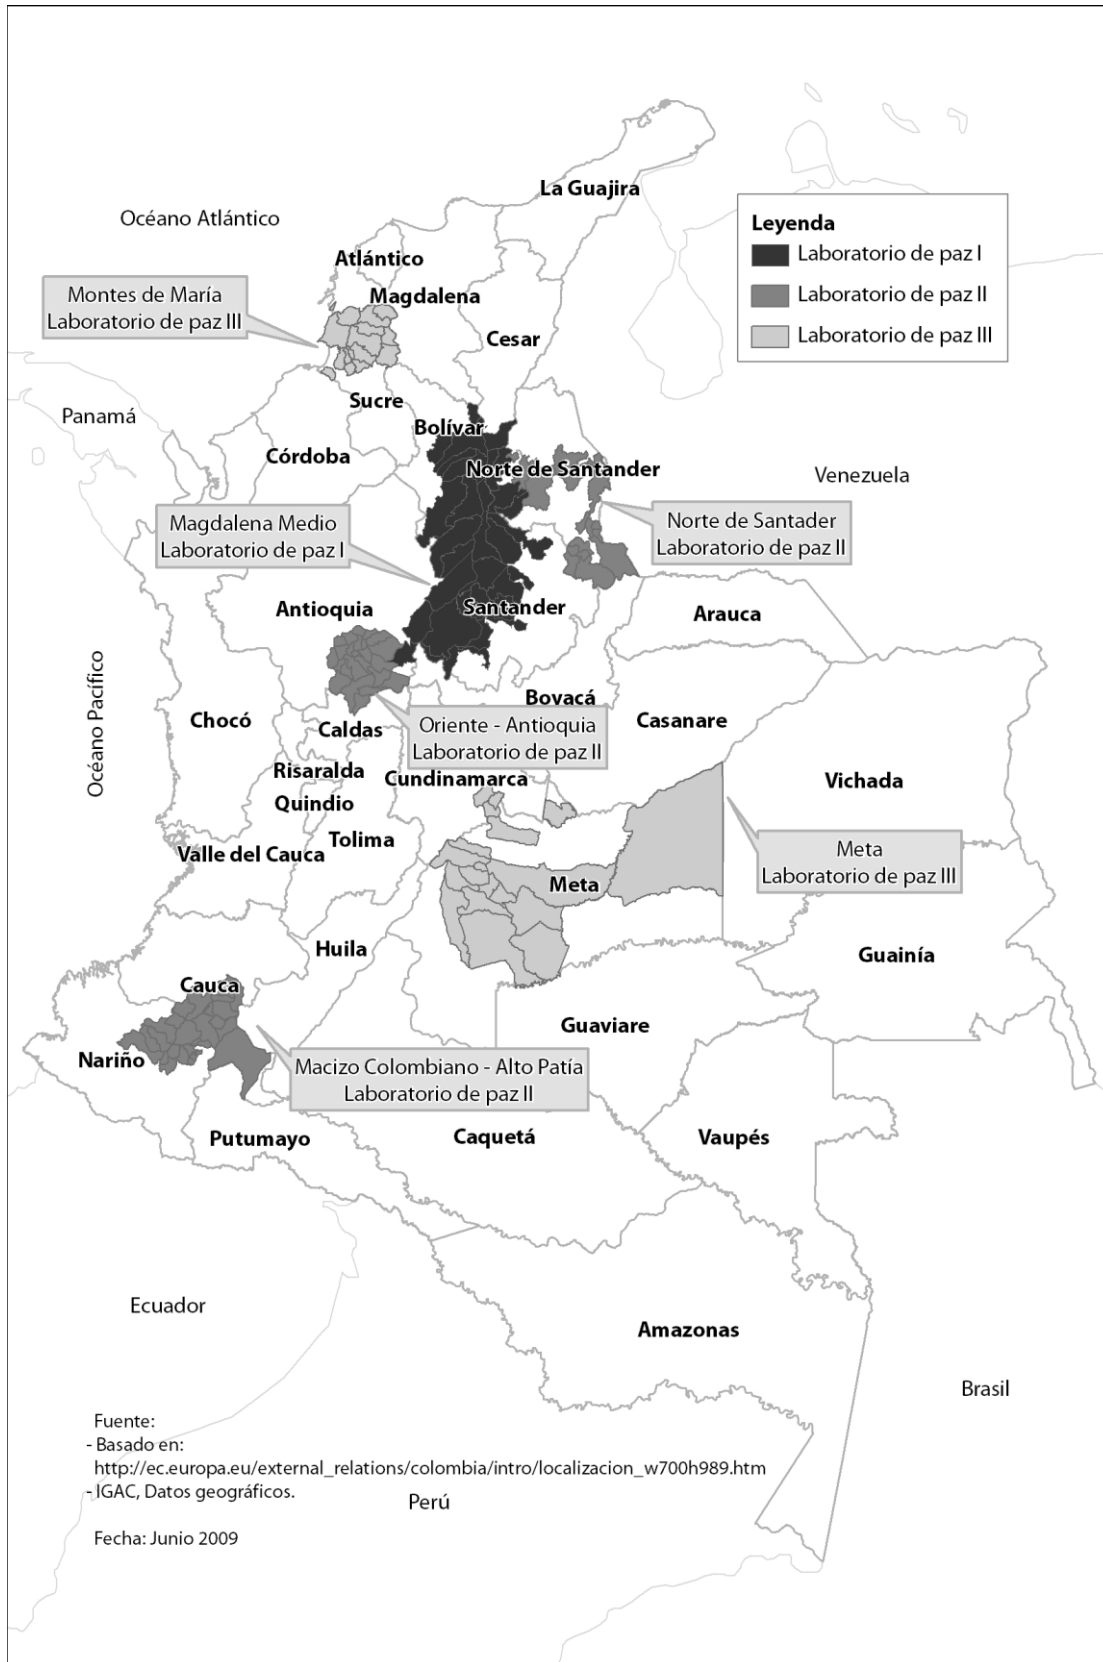 La Guajira
Océano Atlántico
Leyenda
Laboratorio de paz I
Laboratorio de paz II
Laboratorio de paz III
Atlántico
Montes de María
Laboratorio de paz III
Magdalena
Cesar
Sucre
Panamá
Bolívar
Córdoba
Norte de Santander
Venezuela
Magdalena Medio
Laboratorio de paz I
Norte de Santader
Laboratorio de paz II
Antioquia
Santander
Arauca
Océano Pacífico
Chocó
Boyacá
Caldas
Oriente - Antioquia
Laboratorio de paz II
Casanare
Risaralda
Cundinamarca
Vichada
Quindio
Tolima
Valle del Cauca
Meta
Meta
Laboratorio de paz III
Huila
Guainía
Cauca
Guaviare
Nariño
Macizo Colombiano - Alto Patía
Laboratorio de paz II
Putumayo
Caquetá
Vaupés
Ecuador
Amazonas
Brasil
Fuente:
- Basado en:
http://ec.europa.eu/external_relations/colombia/intro/localizacion_w700h989.htm
- IGAC, Datos geográficos.
Perú
Fecha: Junio 2009